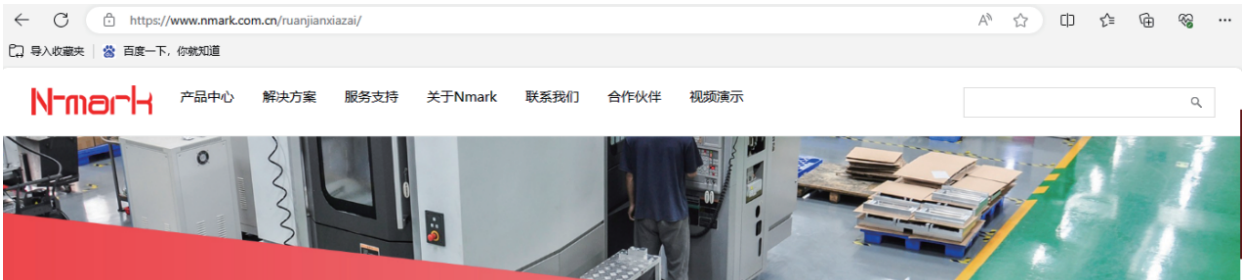 https://www.nmark.com.cn/ruanjianxiazai/
导入收藏夹 百度一下，你就知道
N-mark 产品中心 解决方案 服务支持 关于Nmark 联系我们 合作伙伴 视频演示